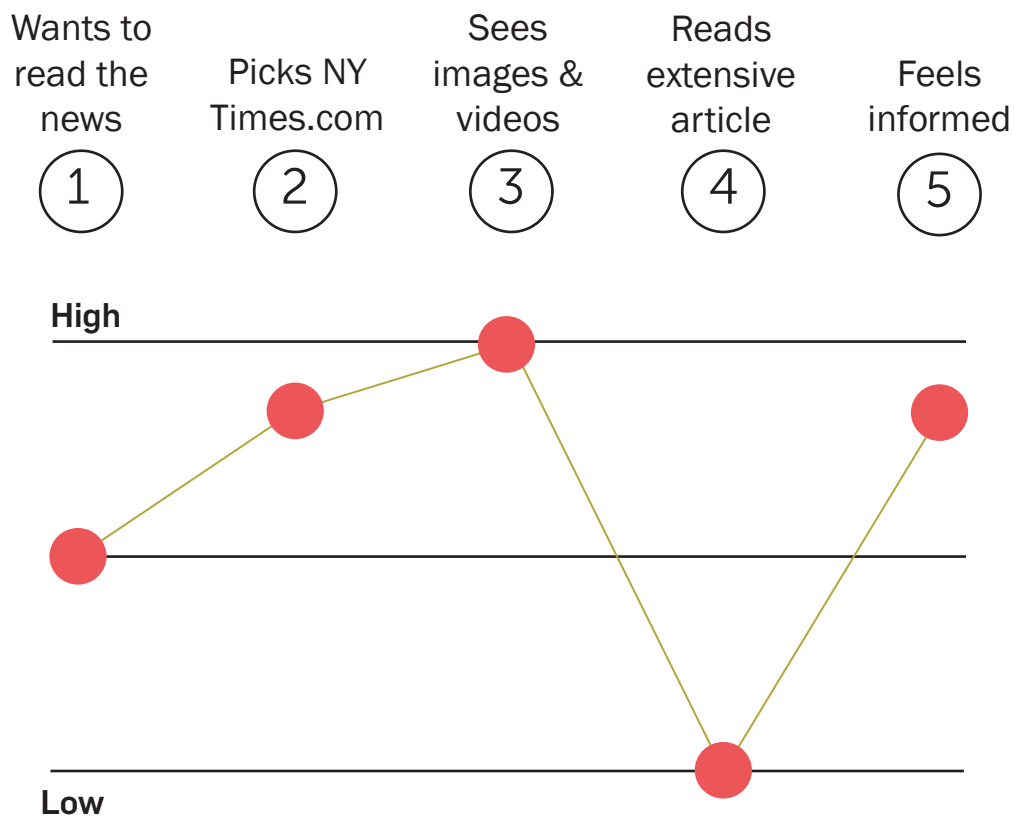 Wants to
read the
news
Picks NY
Times.com
Sees
images &
videos
Reads
extensive
article
Feels
informed
1
2
3
4
5
High
Low